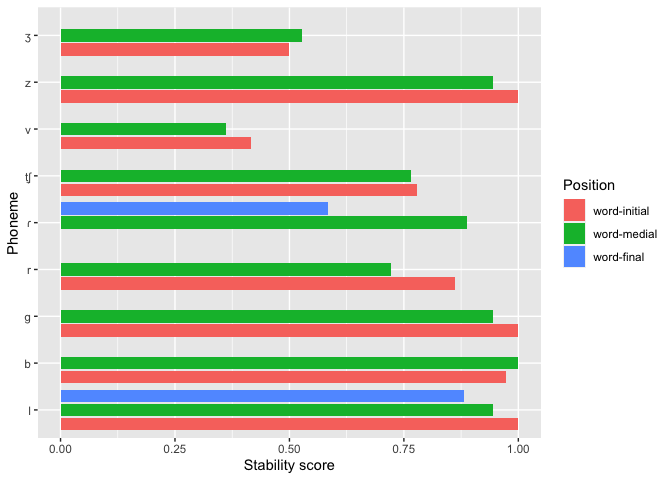 Phoneme
ʒ
z
v
tʃ
ɾ
r
g
b
l
0.00 0.25 0.50 0.75 1.00
Stability score
Position
word-initial
word-medial
word-final